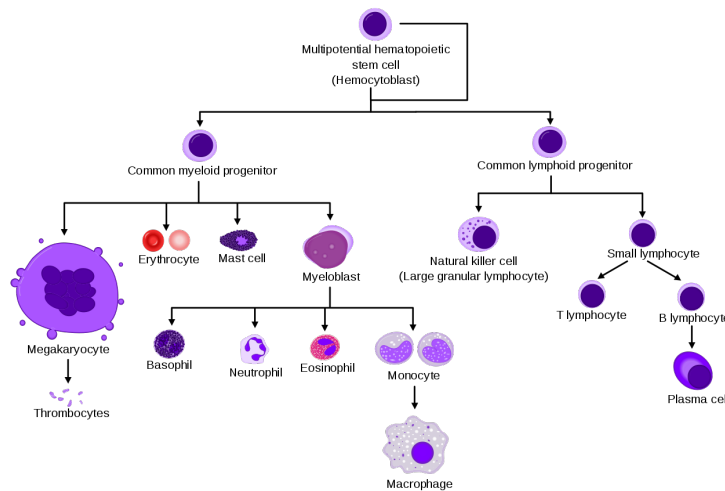 Multipotential hematopoietic
stem cell
(Hemocytoblast)
Common myeloid progenitor
Common lymphoid progenitor
Erythrocyte
Mast cell
Myeloblast
Natural killer cell
(Large granular lymphocyte)
Small lymphocyte
Megakaryocyte
Basophil
Neutrophil
Eosinophil
Monocyte
T lymphocyte
B lymphocyte
Thrombocytes
Plasma cel
Macrophage